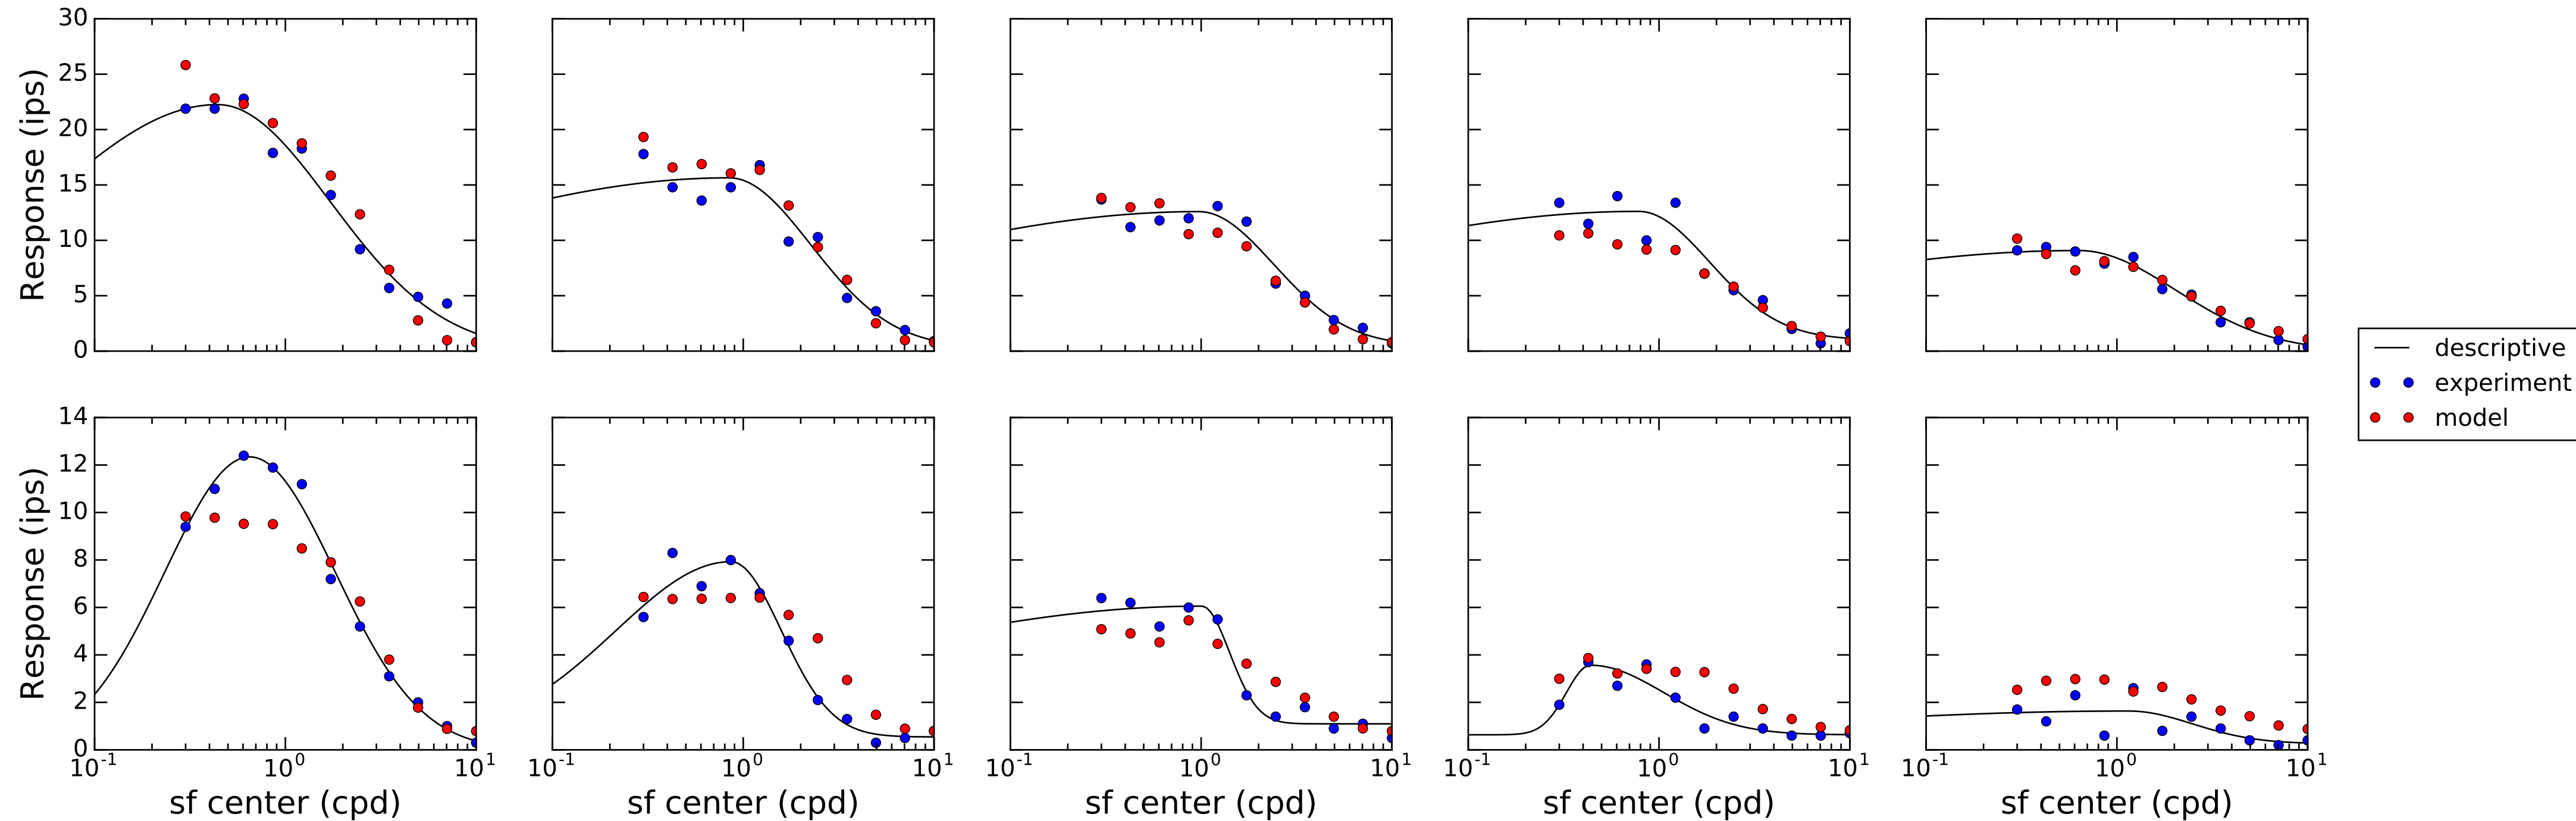 30
25
20
15
10
5
0
Response (ips)
descriptive
experiment
model
14
12
10
8
6
4
2
0
Response (ips)
10^-1 10^0 10^1
10^-1 10^0 10^1
10^-1 10^0 10^1
10^-1 10^0 10^1
10^-1 10^0 10^1
sf center (cpd)
sf center (cpd)
sf center (cpd)
sf center (cpd)
sf center (cpd)